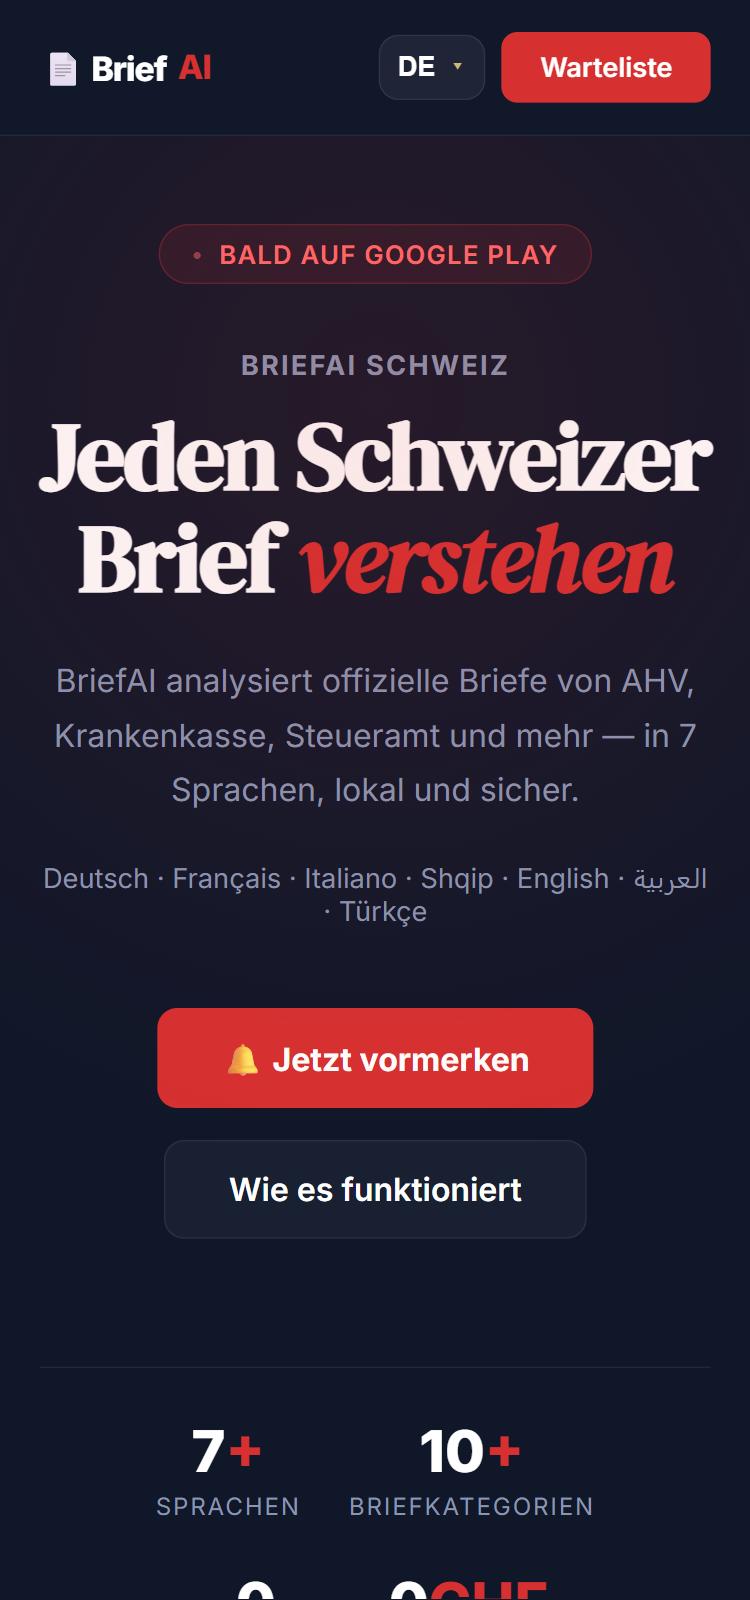 Brief AI
DE
Warteliste
BALD AUF GOOGLE PLAY
BRIEFAI SCHWEIZ
Jeden Schweizer
Brief verstehen
BriefAI analysiert offizielle Briefe von AHV,
Krankenkasse, Steueramt und mehr — in 7
Sprachen, lokal und sicher.
Deutsch · Français · Italiano · Shqip · English · العربية
· Türkçe
🔔 Jetzt vormerken
Wie es funktioniert
7+ 10+
SPRACHEN BRIEFKATEGORIEN
0 0CHF